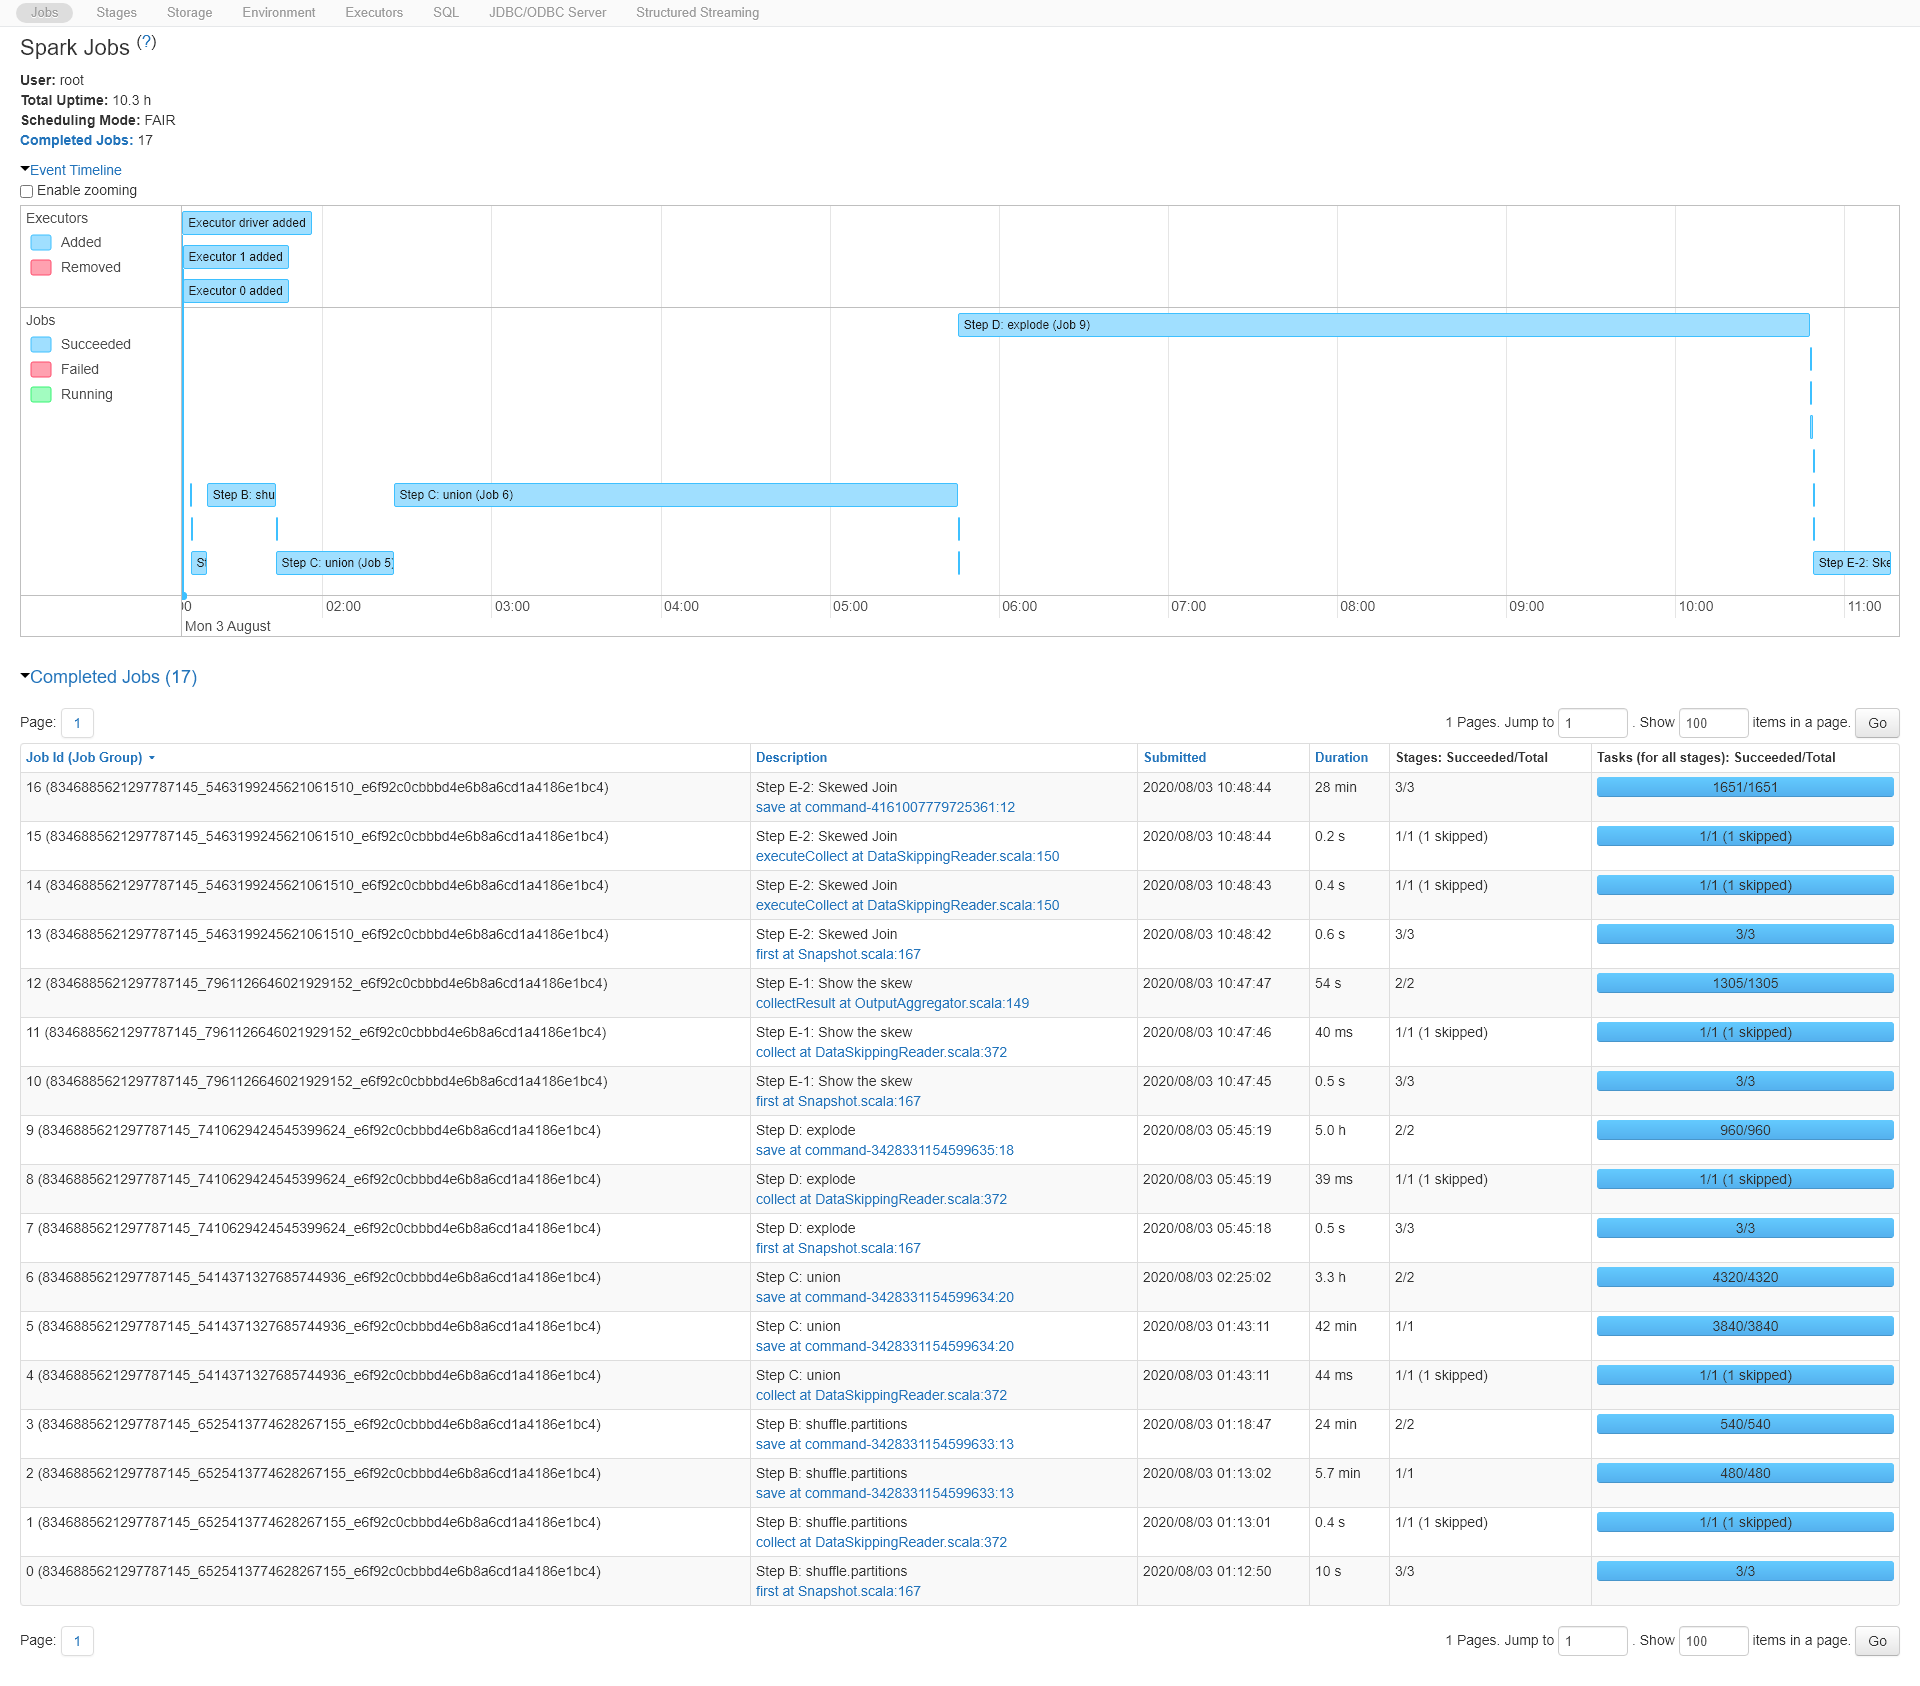 Jobs Stages Storage Environment Executors SQL JDBC/ODBC Server Structured Streaming
Spark Jobs (?)
User: root
Total Uptime: 10.3 h
Scheduling Mode: FAIR
Completed Jobs: 17
Event Timeline
Enable zooming
Executors
Added
Removed
Executor driver added
Executor 1 added
Executor 0 added
Jobs
Succeeded
Failed
Running
Step D: explode (Job 9)
Step B: shu
Step C: union (Job 6)
St
Step C: union (Job 5)
Step E-2: Ske
00 02:00 03:00 04:00 05:00 06:00 07:00 08:00 09:00 10:00 11:00
Mon 3 August
Completed Jobs (17)
Page: 1 1 Pages. Jump to 1 . Show 100 items in a page. Go
Job Id (Job Group) Description Submitted Duration Stages: Succeeded/Total Tasks (for all stages): Succeeded/Total
16 (8346885621297787145_5463199245621061510_e6f92c0cbbbd4e6b8a6cd1a4186e1bc4) Step E-2: Skewed Join 2020/08/03 10:48:44 28 min 3/3 1651/1651
save at command-4161007779725361:12
15 (8346885621297787145_5463199245621061510_e6f92c0cbbbd4e6b8a6cd1a4186e1bc4) Step E-2: Skewed Join 2020/08/03 10:48:44 0.2 s 1/1 (1 skipped) 1/1 (1 skipped)
executeCollect at DataSkippingReader.scala:150
14 (8346885621297787145_5463199245621061510_e6f92c0cbbbd4e6b8a6cd1a4186e1bc4) Step E-2: Skewed Join 2020/08/03 10:48:43 0.4 s 1/1 (1 skipped) 1/1 (1 skipped)
executeCollect at DataSkippingReader.scala:150
13 (8346885621297787145_5463199245621061510_e6f92c0cbbbd4e6b8a6cd1a4186e1bc4) Step E-2: Skewed Join 2020/08/03 10:48:42 0.6 s 3/3 3/3
first at Snapshot.scala:167
12 (8346885621297787145_7961126646021929152_e6f92c0cbbbd4e6b8a6cd1a4186e1bc4) Step E-1: Show the skew 2020/08/03 10:47:47 54 s 2/2 1305/1305
collectResult at OutputAggregator.scala:149
11 (8346885621297787145_7961126646021929152_e6f92c0cbbbd4e6b8a6cd1a4186e1bc4) Step E-1: Show the skew 2020/08/03 10:47:46 40 ms 1/1 (1 skipped) 1/1 (1 skipped)
collect at DataSkippingReader.scala:372
10 (8346885621297787145_7961126646021929152_e6f92c0cbbbd4e6b8a6cd1a4186e1bc4) Step E-1: Show the skew 2020/08/03 10:47:45 0.5 s 3/3 3/3
first at Snapshot.scala:167
9 (8346885621297787145_7410629424545399624_e6f92c0cbbbd4e6b8a6cd1a4186e1bc4) Step D: explode 2020/08/03 05:45:19 5.0 h 2/2 960/960
save at command-3428331154599635:18
8 (8346885621297787145_7410629424545399624_e6f92c0cbbbd4e6b8a6cd1a4186e1bc4) Step D: explode 2020/08/03 05:45:19 39 ms 1/1 (1 skipped) 1/1 (1 skipped)
collect at DataSkippingReader.scala:372
7 (8346885621297787145_7410629424545399624_e6f92c0cbbbd4e6b8a6cd1a4186e1bc4) Step D: explode 2020/08/03 05:45:18 0.5 s 3/3 3/3
first at Snapshot.scala:167
6 (8346885621297787145_5414371327685744936_e6f92c0cbbbd4e6b8a6cd1a4186e1bc4) Step C: union 2020/08/03 02:25:02 3.3 h 2/2 4320/4320
save at command-3428331154599634:20
5 (8346885621297787145_5414371327685744936_e6f92c0cbbbd4e6b8a6cd1a4186e1bc4) Step C: union 2020/08/03 01:43:11 42 min 1/1 3840/3840
save at command-3428331154599634:20
4 (8346885621297787145_5414371327685744936_e6f92c0cbbbd4e6b8a6cd1a4186e1bc4) Step C: union 2020/08/03 01:43:11 44 ms 1/1 (1 skipped) 1/1 (1 skipped)
collect at DataSkippingReader.scala:372
3 (8346885621297787145_6525413774628267155_e6f92c0cbbbd4e6b8a6cd1a4186e1bc4) Step B: shuffle.partitions 2020/08/03 01:18:47 24 min 2/2 540/540
save at command-3428331154599633:13
2 (8346885621297787145_6525413774628267155_e6f92c0cbbbd4e6b8a6cd1a4186e1bc4) Step B: shuffle.partitions 2020/08/03 01:13:02 5.7 min 1/1 480/480
save at command-3428331154599633:13
1 (8346885621297787145_6525413774628267155_e6f92c0cbbbd4e6b8a6cd1a4186e1bc4) Step B: shuffle.partitions 2020/08/03 01:13:01 0.4 s 1/1 (1 skipped) 1/1 (1 skipped)
collect at DataSkippingReader.scala:372
0 (8346885621297787145_6525413774628267155_e6f92c0cbbbd4e6b8a6cd1a4186e1bc4) Step B: shuffle.partitions 2020/08/03 01:12:50 10 s 3/3 3/3
first at Snapshot.scala:167
Page: 1 1 Pages. Jump to 1 . Show 100 items in a page. Go